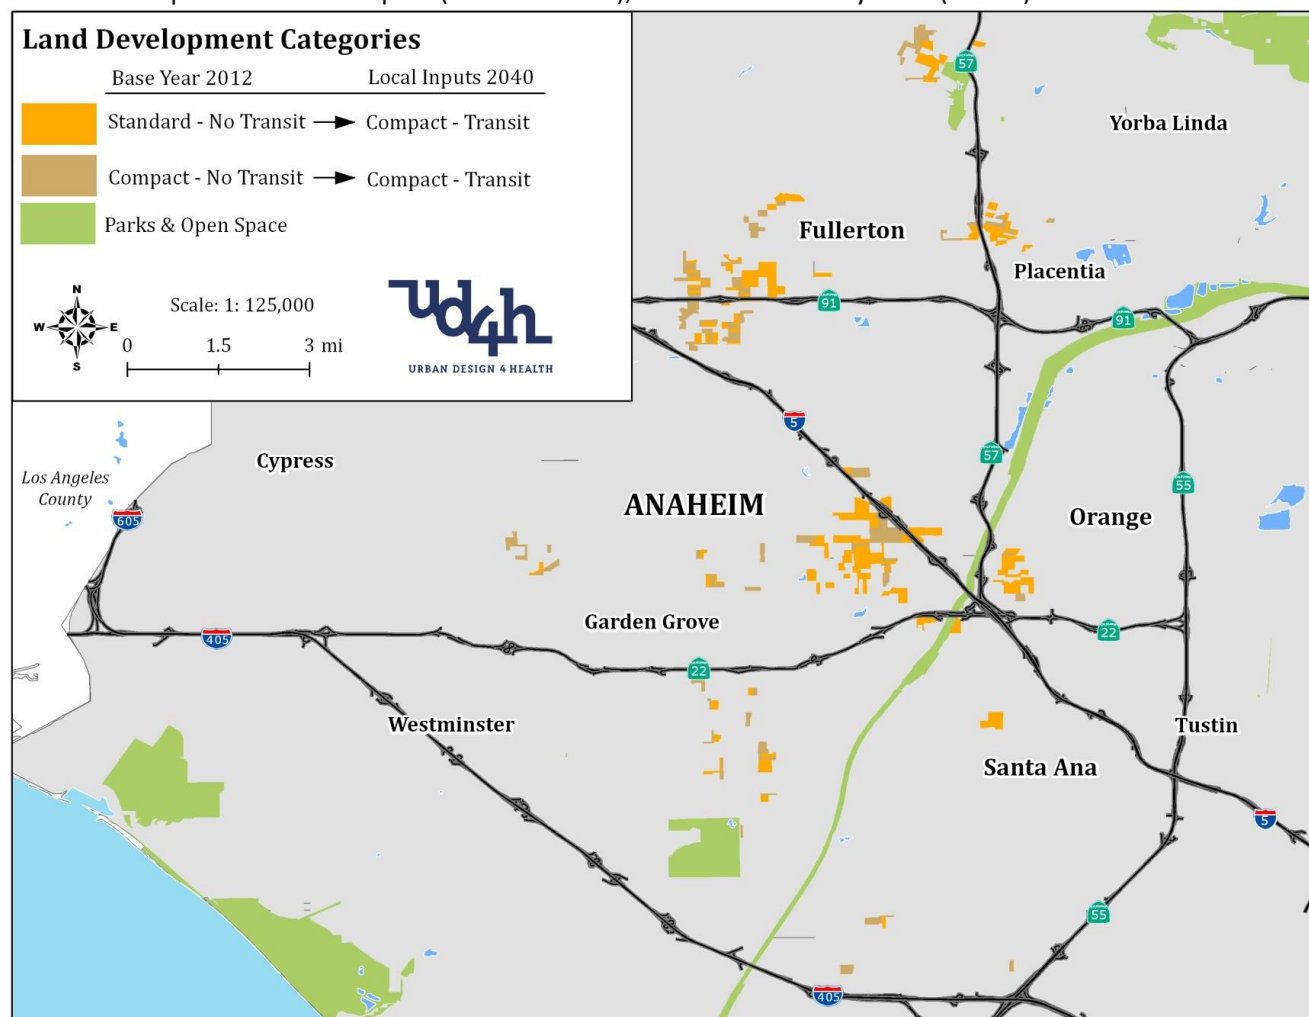 Land Development Categories
Base Year 2012 Local Inputs 2040
Standard - No Transit Compact - Transit
Compact - No Transit Compact - Transit
Parks & Open Space
N
W E
S
Scale: 1: 125,000
0 1.5 3 mi
ud4h
URBAN DESIGN 4 HEALTH
57
Yorba Linda
Fullerton
Placentia
91
91
5
Cypress
Los Angeles
County
605
ANAHEIM
57
55
Orange
Garden Grove
405
22
22
Westminster
Tustin
Santa Ana
5
55
405